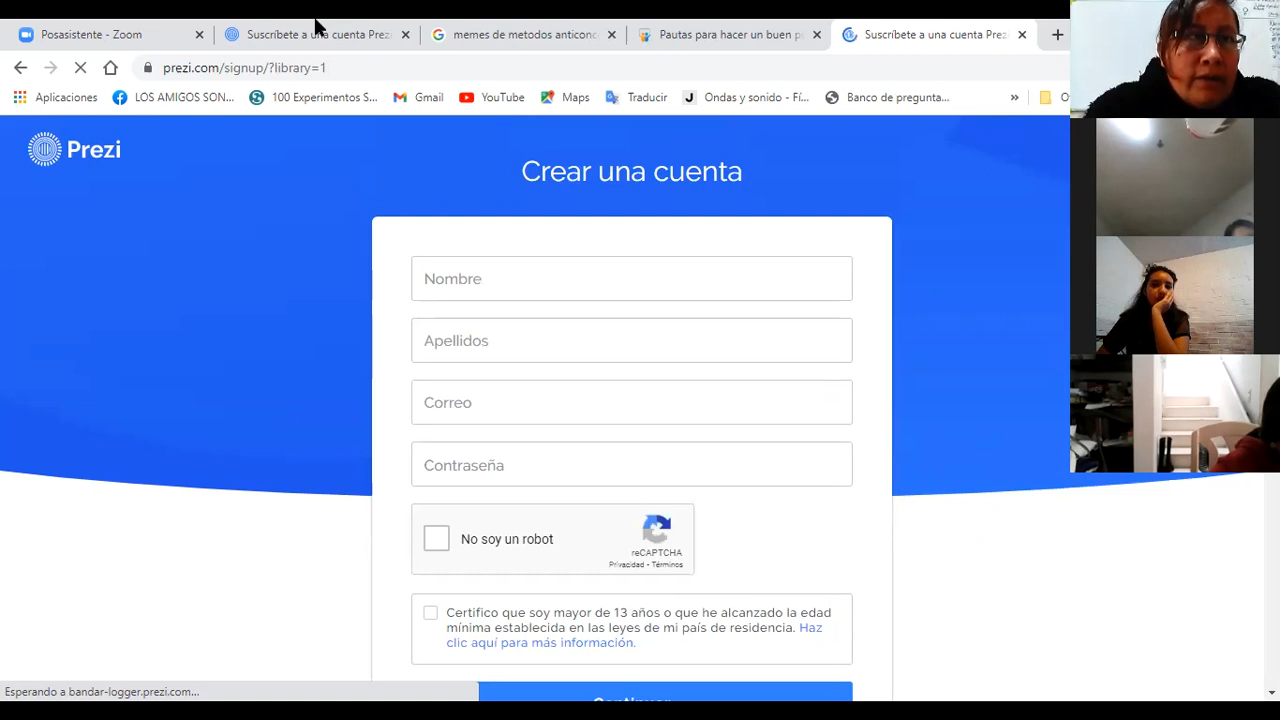 Posasistente - Zoom
Suscríbete a una cuenta Prezi
memes de metodos anticonc
Pautas para hacer un buen p
Suscríbete a una cuenta Prezi
prezi.com/signup/?library=1
Aplicaciones
LOS AMIGOS SON...
100 Experimentos S...
Gmail
YouTube
Maps
Traducir
Ondas y sonido - Fí...
Banco de pregunta...
»
Prezi
Crear una cuenta
Nombre
Apellidos
Correo
Contraseña
No soy un robot
reCAPTCHA
Privacidad - Términos
Certifico que soy mayor de 13 años o que he alcanzado la edad
mínima establecida en las leyes de mi país de residencia. Haz
clic aquí para más información.
Continuar
Esperando a bandar-logger.prezi.com...